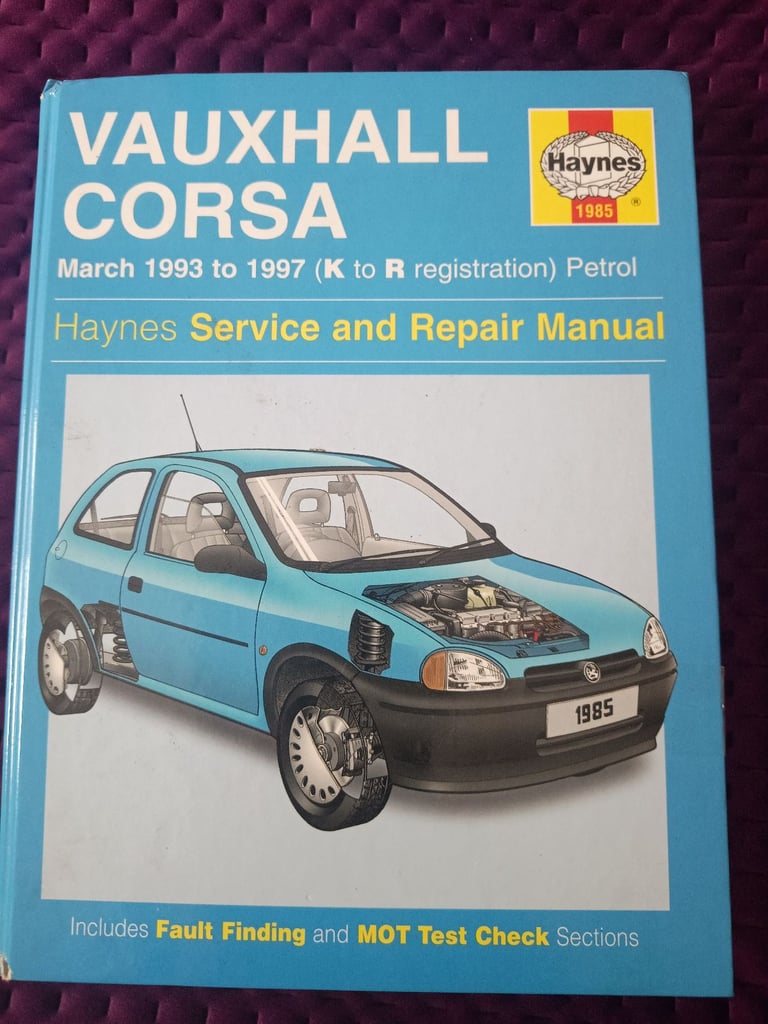 VAUXHALL
CORSA
Haynes
®
1985
March 1993 to 1997 (K to R registration) Petrol
Haynes Service and Repair Manual
1985
Includes Fault Finding and MOT Test Check Sections